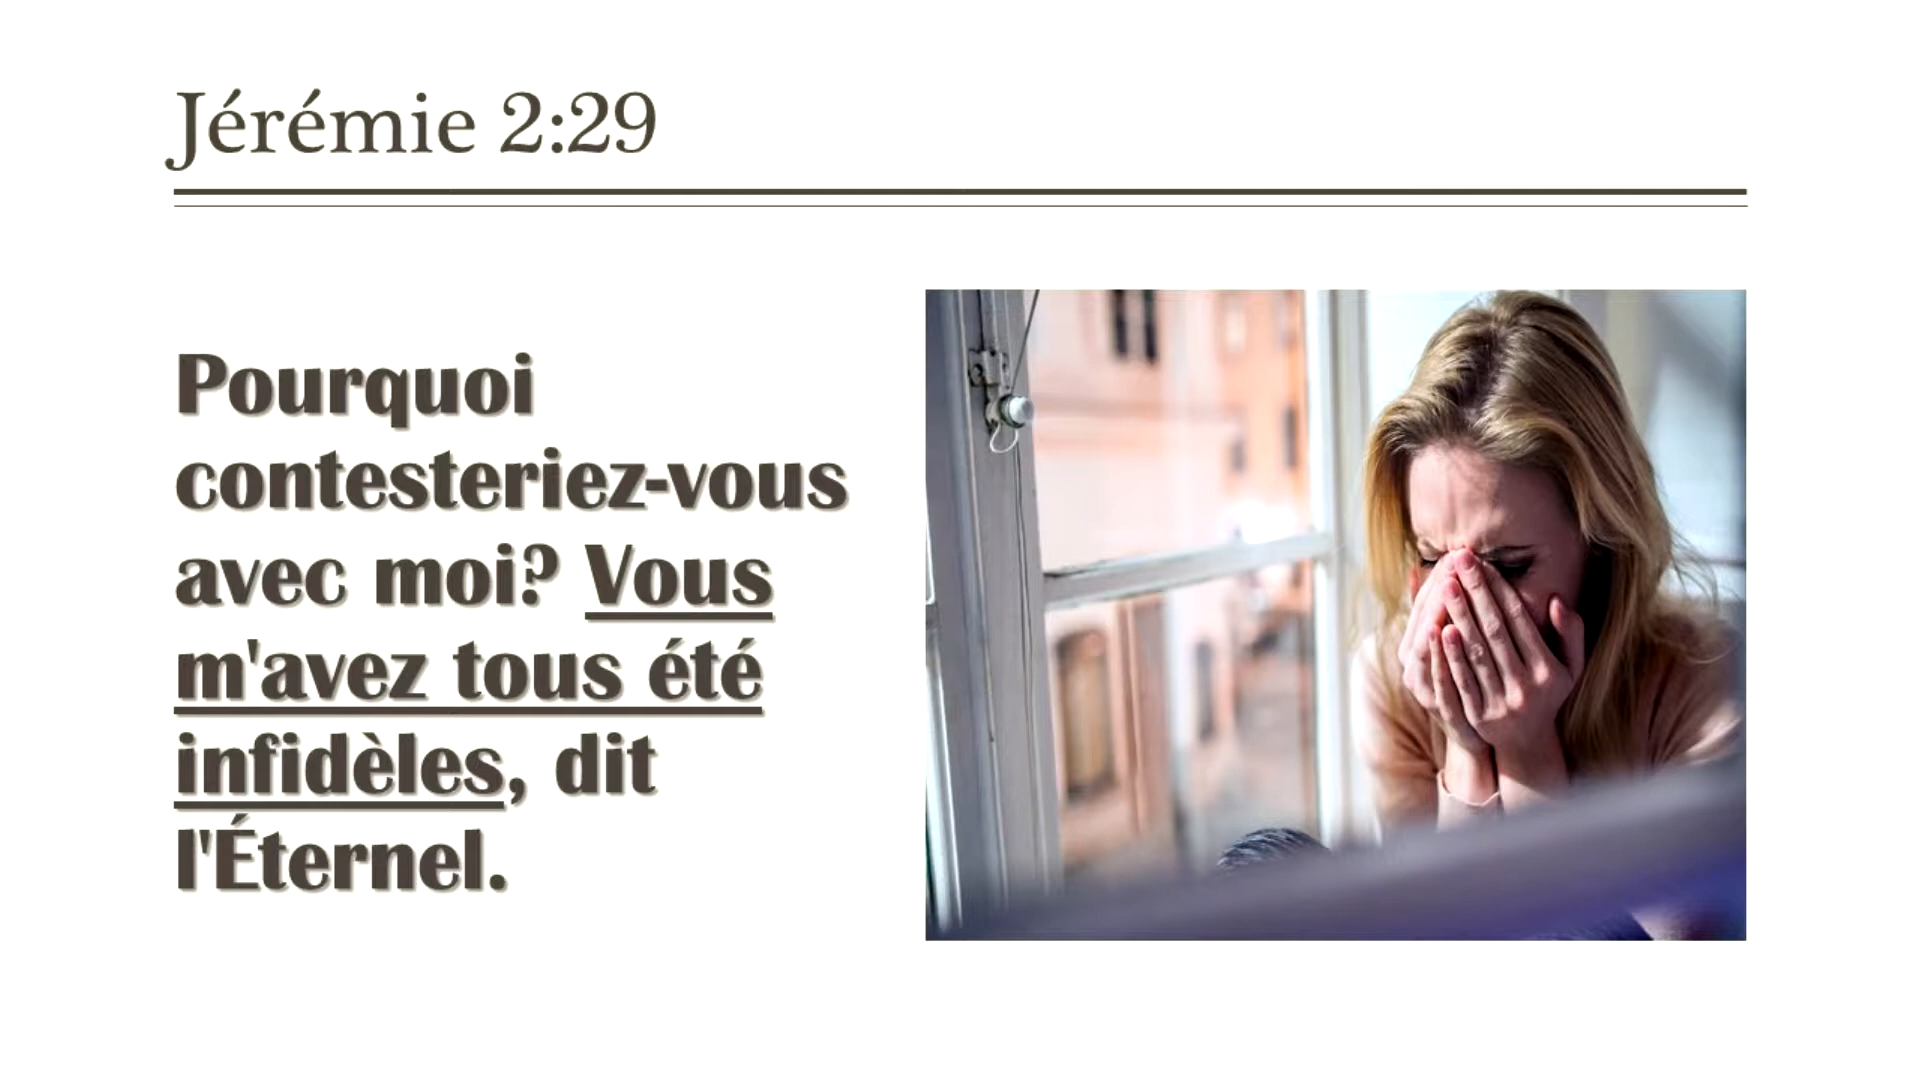 Jérémie 2:29
Pourquoi
contesteriez-vous
avec moi? Vous
m'avez tous été
infidèles, dit
l'Éternel.